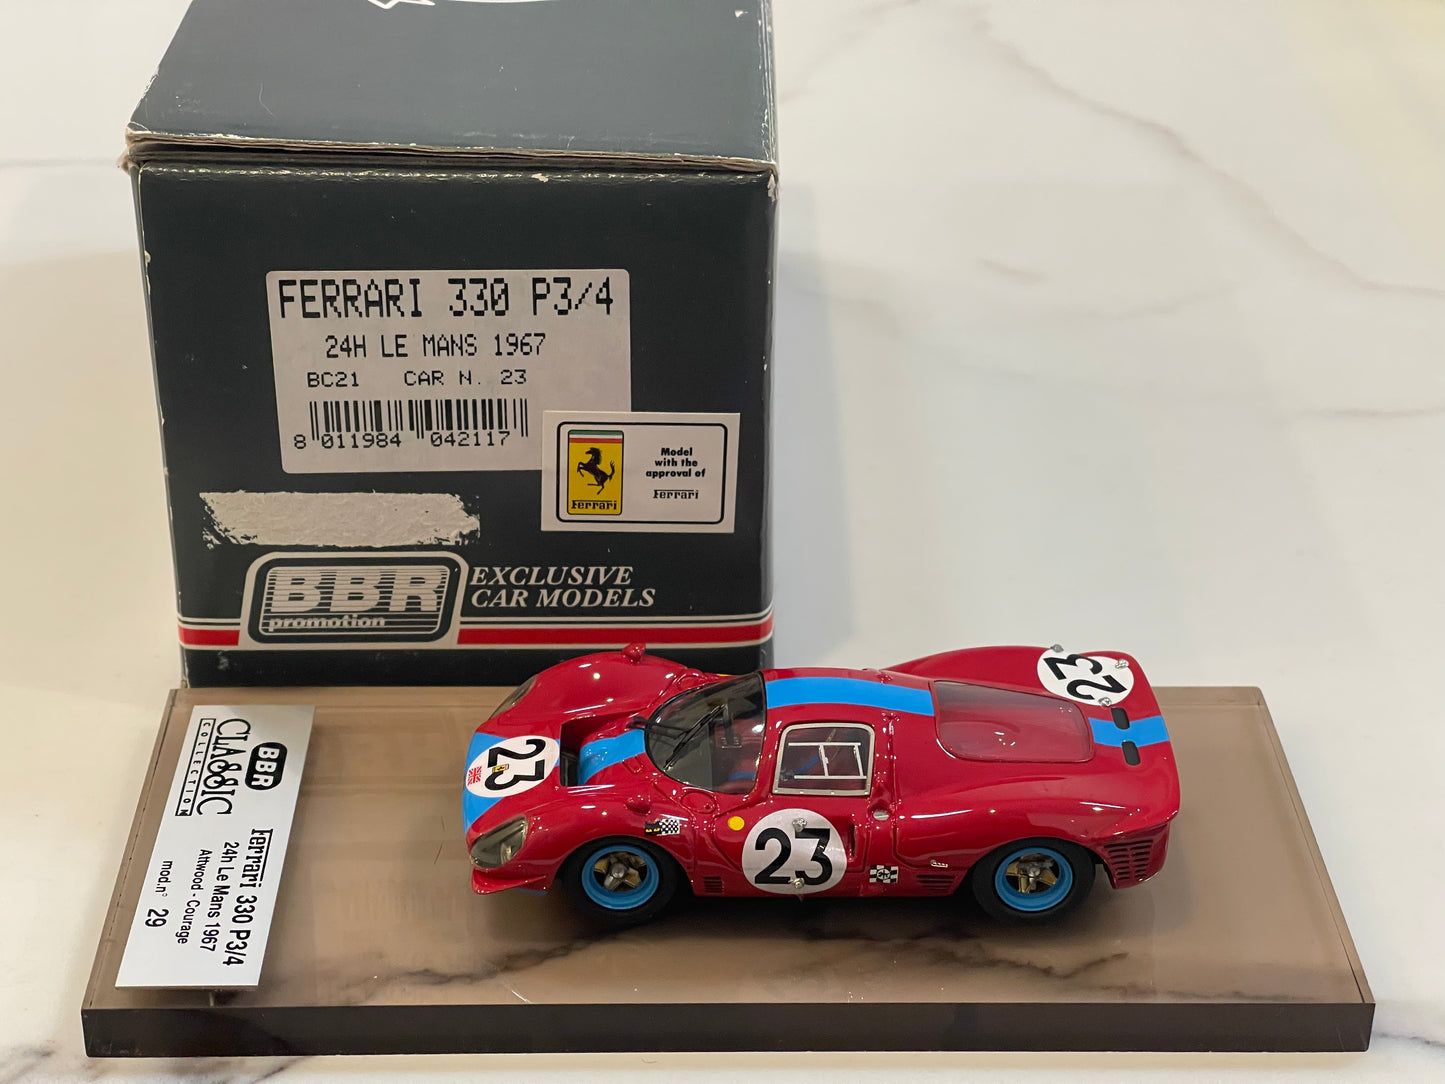 FERRARI 330 P3/4
24H LE MANS 1967
BC21 CAR N. 23
8 011984 042117
Model
with the
approval of
Ferrari
Ferrari
BBR
promotion
EXCLUSIVE
CAR MODELS
BBR
CLASSIC
COLLECTION
Ferrari 330 P3/4
24h Le Mans 1967
Attwood - Courage
mod.n° 29
23
23
23